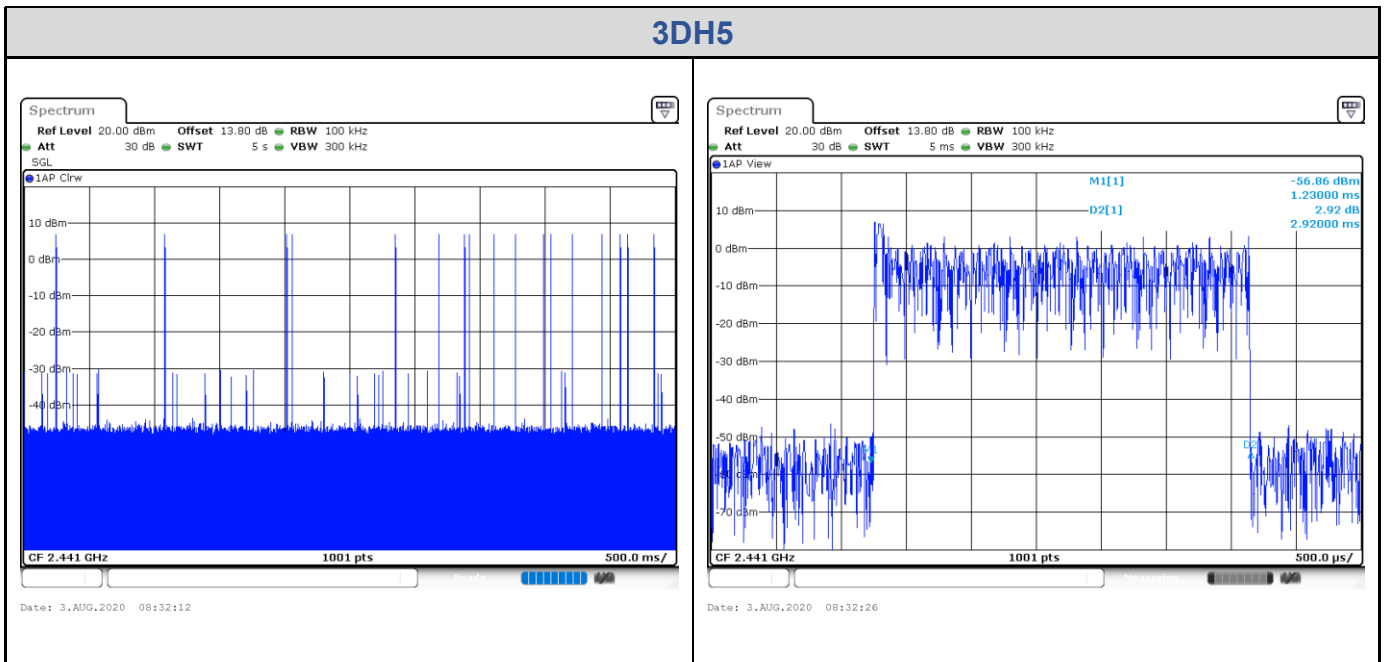 3DH5
Spectrum
Ref Level 20.00 dBm Offset 13.80 dB RBW 100 kHz
Att 30 dB SWT 5 s VBW 300 kHz
SGL
1AP Clrw
10 dBm
0 dBm
-10 dBm
-20 dBm
-30 dBm
-40 dBm
CF 2.441 GHz 1001 pts 500.0 ms/
Ready
Date: 3.AUG.2020 08:32:12
Spectrum
Ref Level 20.00 dBm Offset 13.80 dB RBW 100 kHz
Att 30 dB SWT 5 ms VBW 300 kHz
1AP View
M1[1] -56.86 dBm
1.23000 ms
D2[1] 2.92 dB
2.92000 ms
10 dBm
0 dBm
-10 dBm
-20 dBm
-30 dBm
-40 dBm
-50 dBm
D2
-70 dBm
CF 2.441 GHz 1001 pts 500.0 µs/
Measuring
Date: 3.AUG.2020 08:32:26